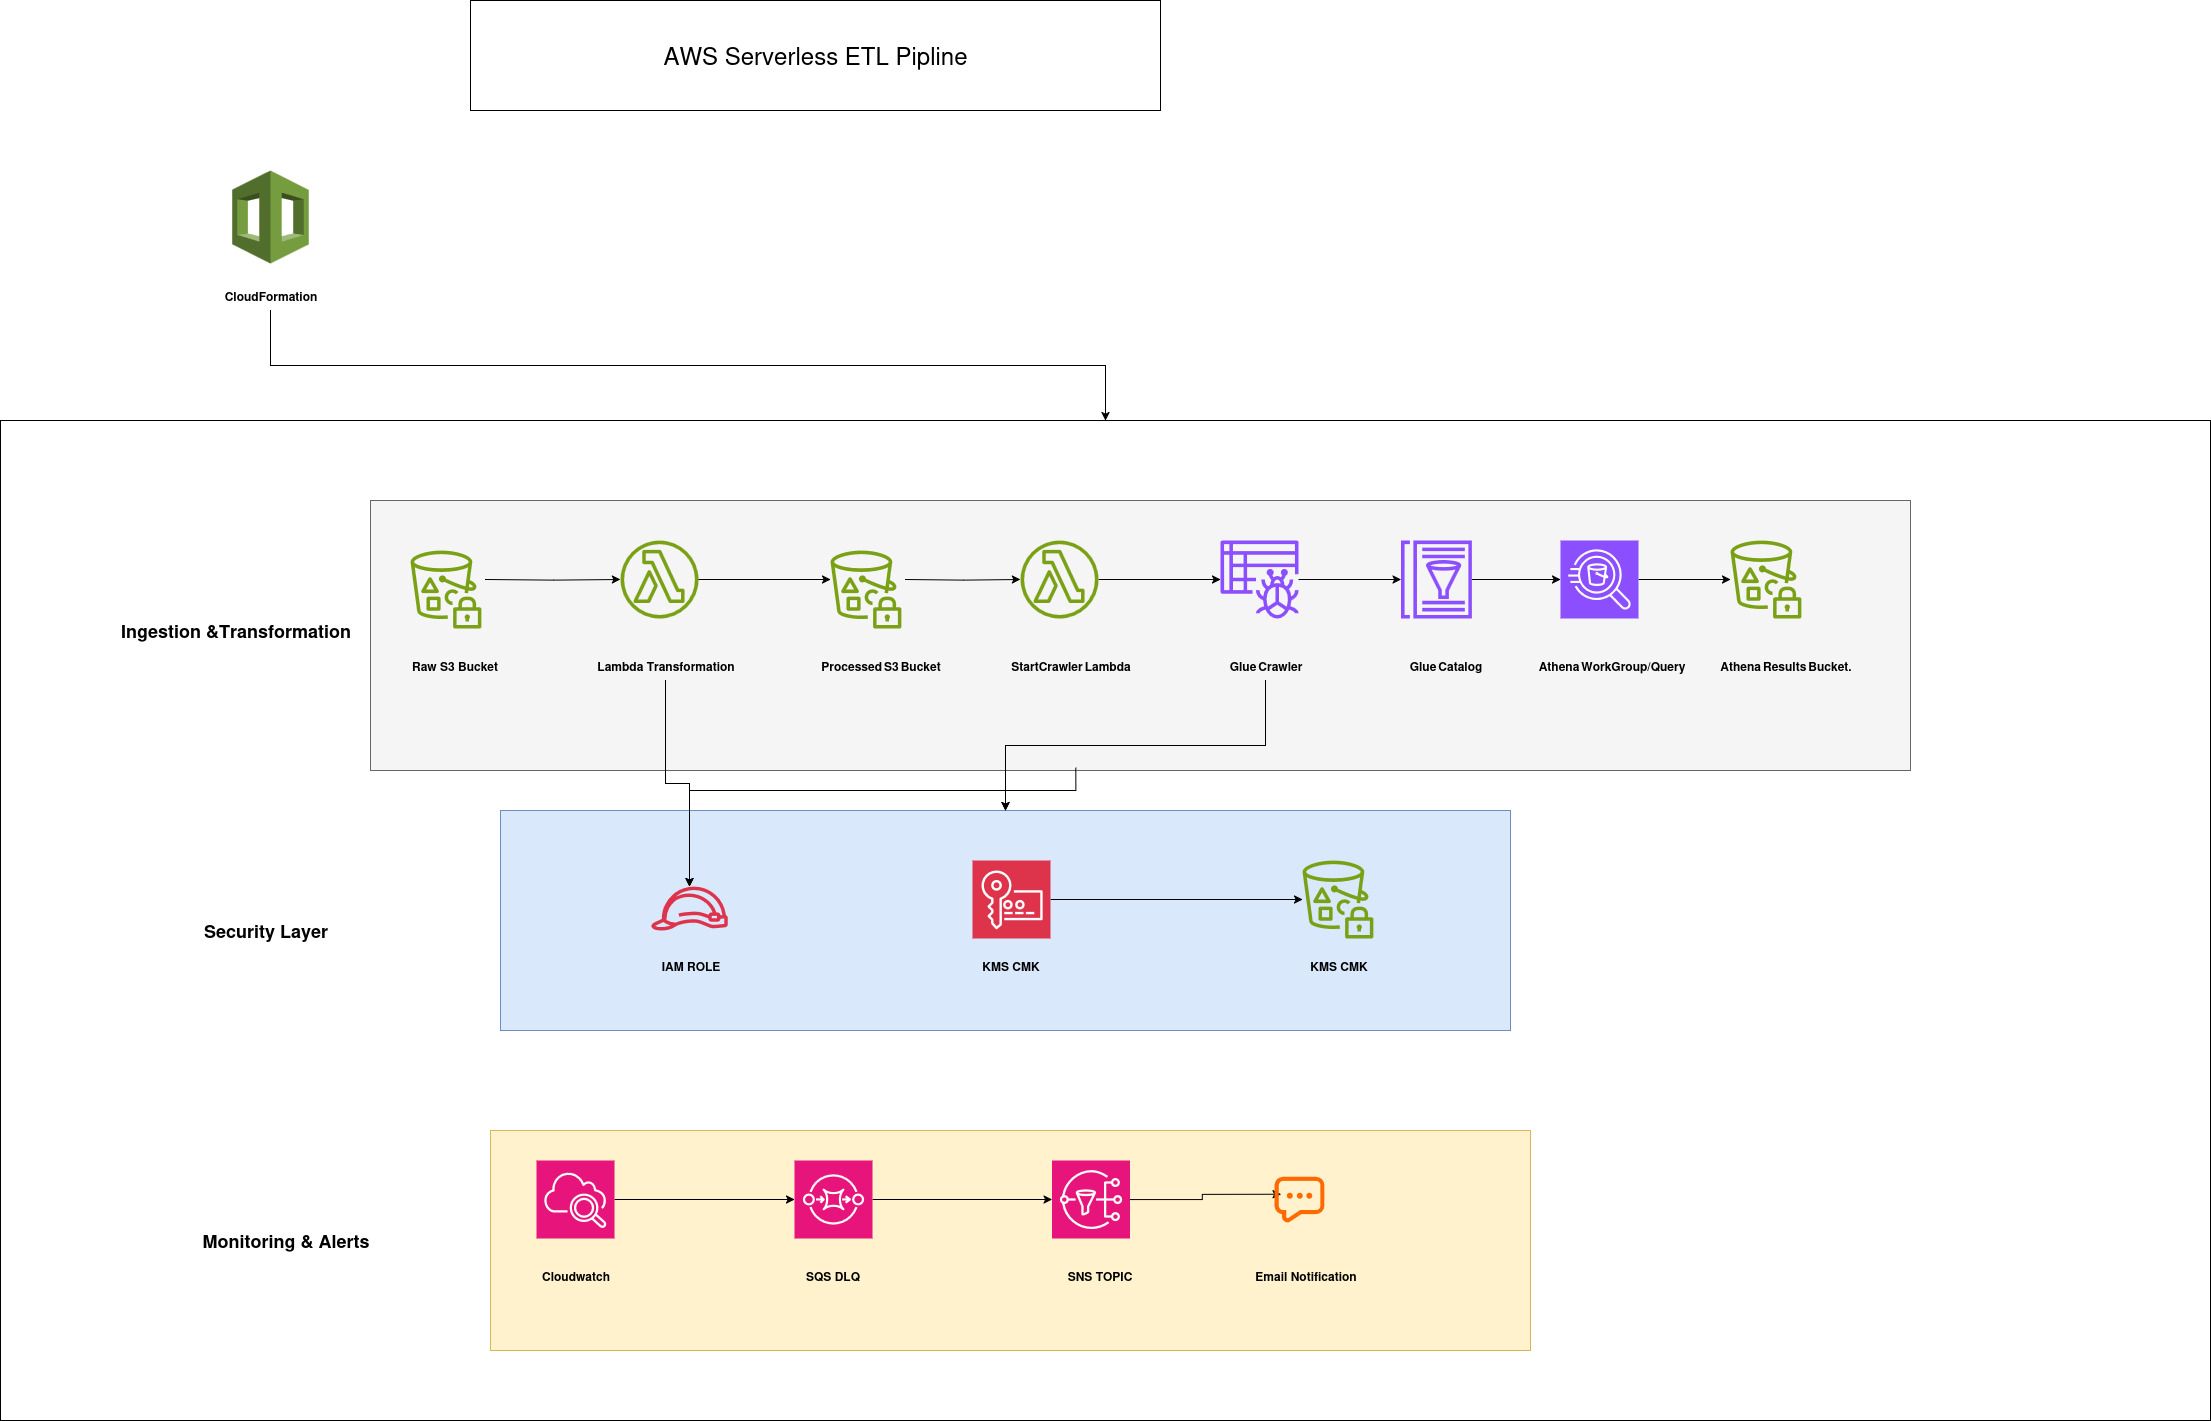 AWS Serverless ETL Pipline
CloudFormation
Ingestion &Transformation
Raw S3 Bucket
Lambda Transformation
Processed S3 Bucket
StartCrawler Lambda
Glue Crawler
Glue Catalog
Athena WorkGroup/Query
Athena Results Bucket.
Security Layer
IAM ROLE
KMS CMK
KMS CMK
Monitoring & Alerts
Cloudwatch
SQS DLQ
SNS TOPIC
Email Notification